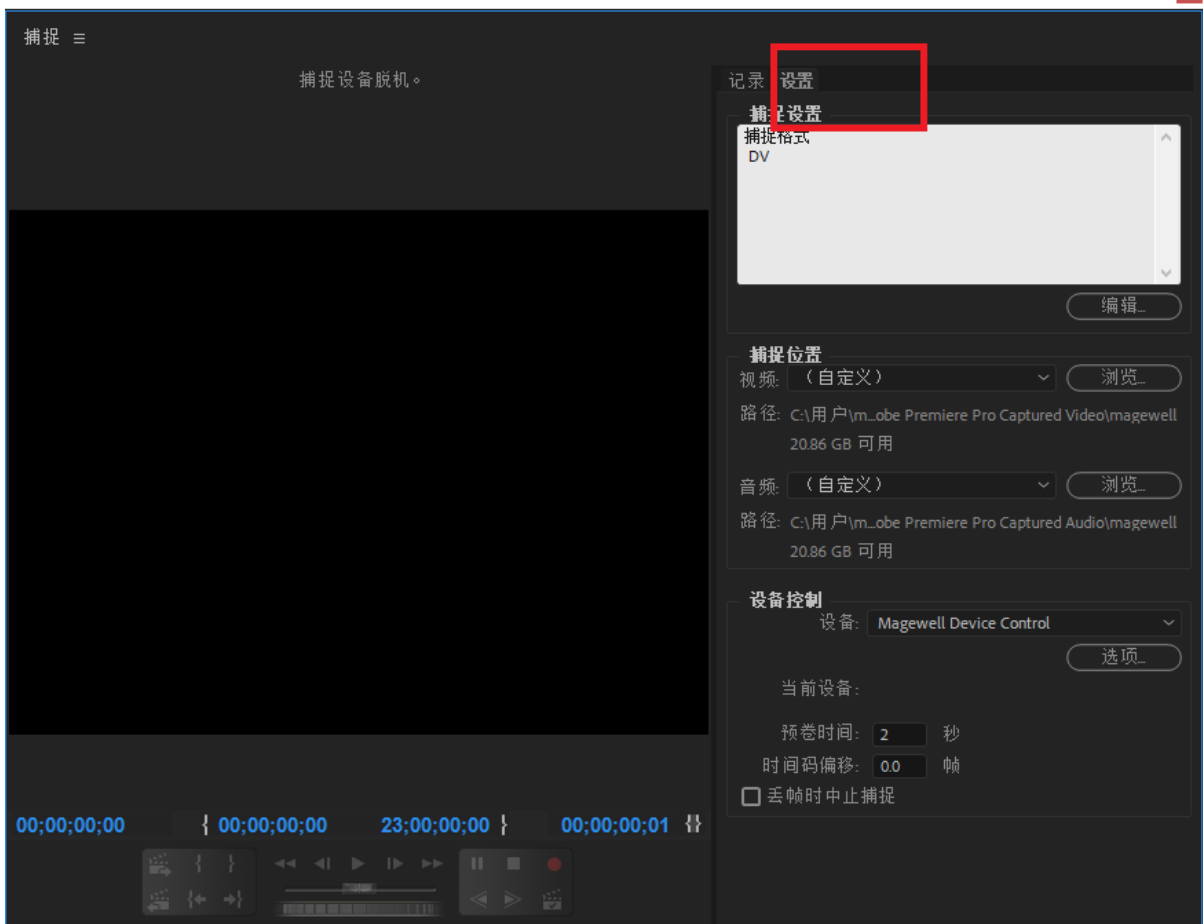 捕捉
捕捉设备脱机。
记录 设置
捕捉设置
捕捉格式
DV
编辑...
捕捉位置
视频: （自定义） 浏览...
路径: C:\用户\m...obe Premiere Pro Captured Video\magewell
20.86 GB 可用
音频: （自定义） 浏览...
路径: C:\用户\m...obe Premiere Pro Captured Audio\magewell
20.86 GB 可用
设备控制
设备: Magewell Device Control
选项...
当前设备:
预卷时间: 2 秒
时间码偏移: 0.0 帧
丢帧时中止捕捉
00;00;00;00 { 00;00;00;00 23;00;00;00 } 00;00;00;01 {}